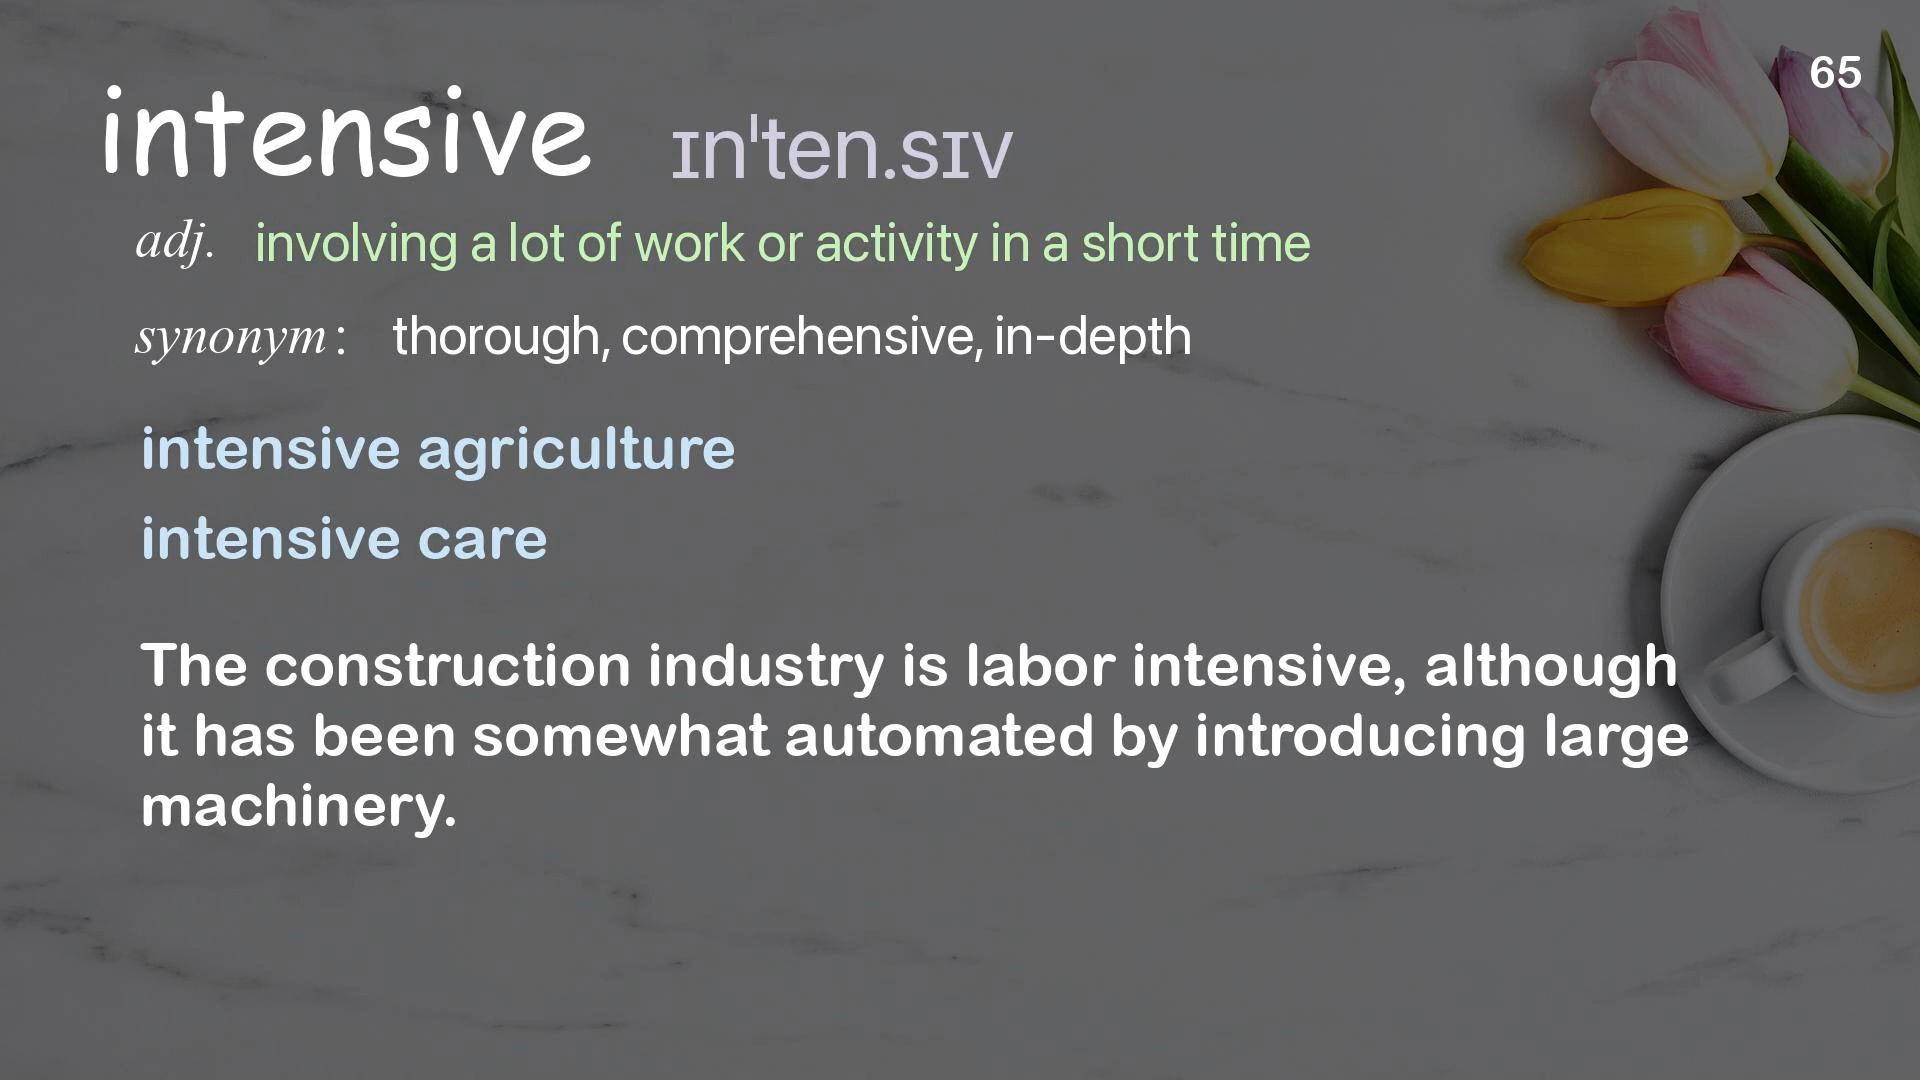 65
intensive ɪnˈten.sɪv
adj. involving a lot of work or activity in a short time
synonym : thorough, comprehensive, in-depth
intensive agriculture
intensive care
The construction industry is labor intensive, although
it has been somewhat automated by introducing large
machinery.